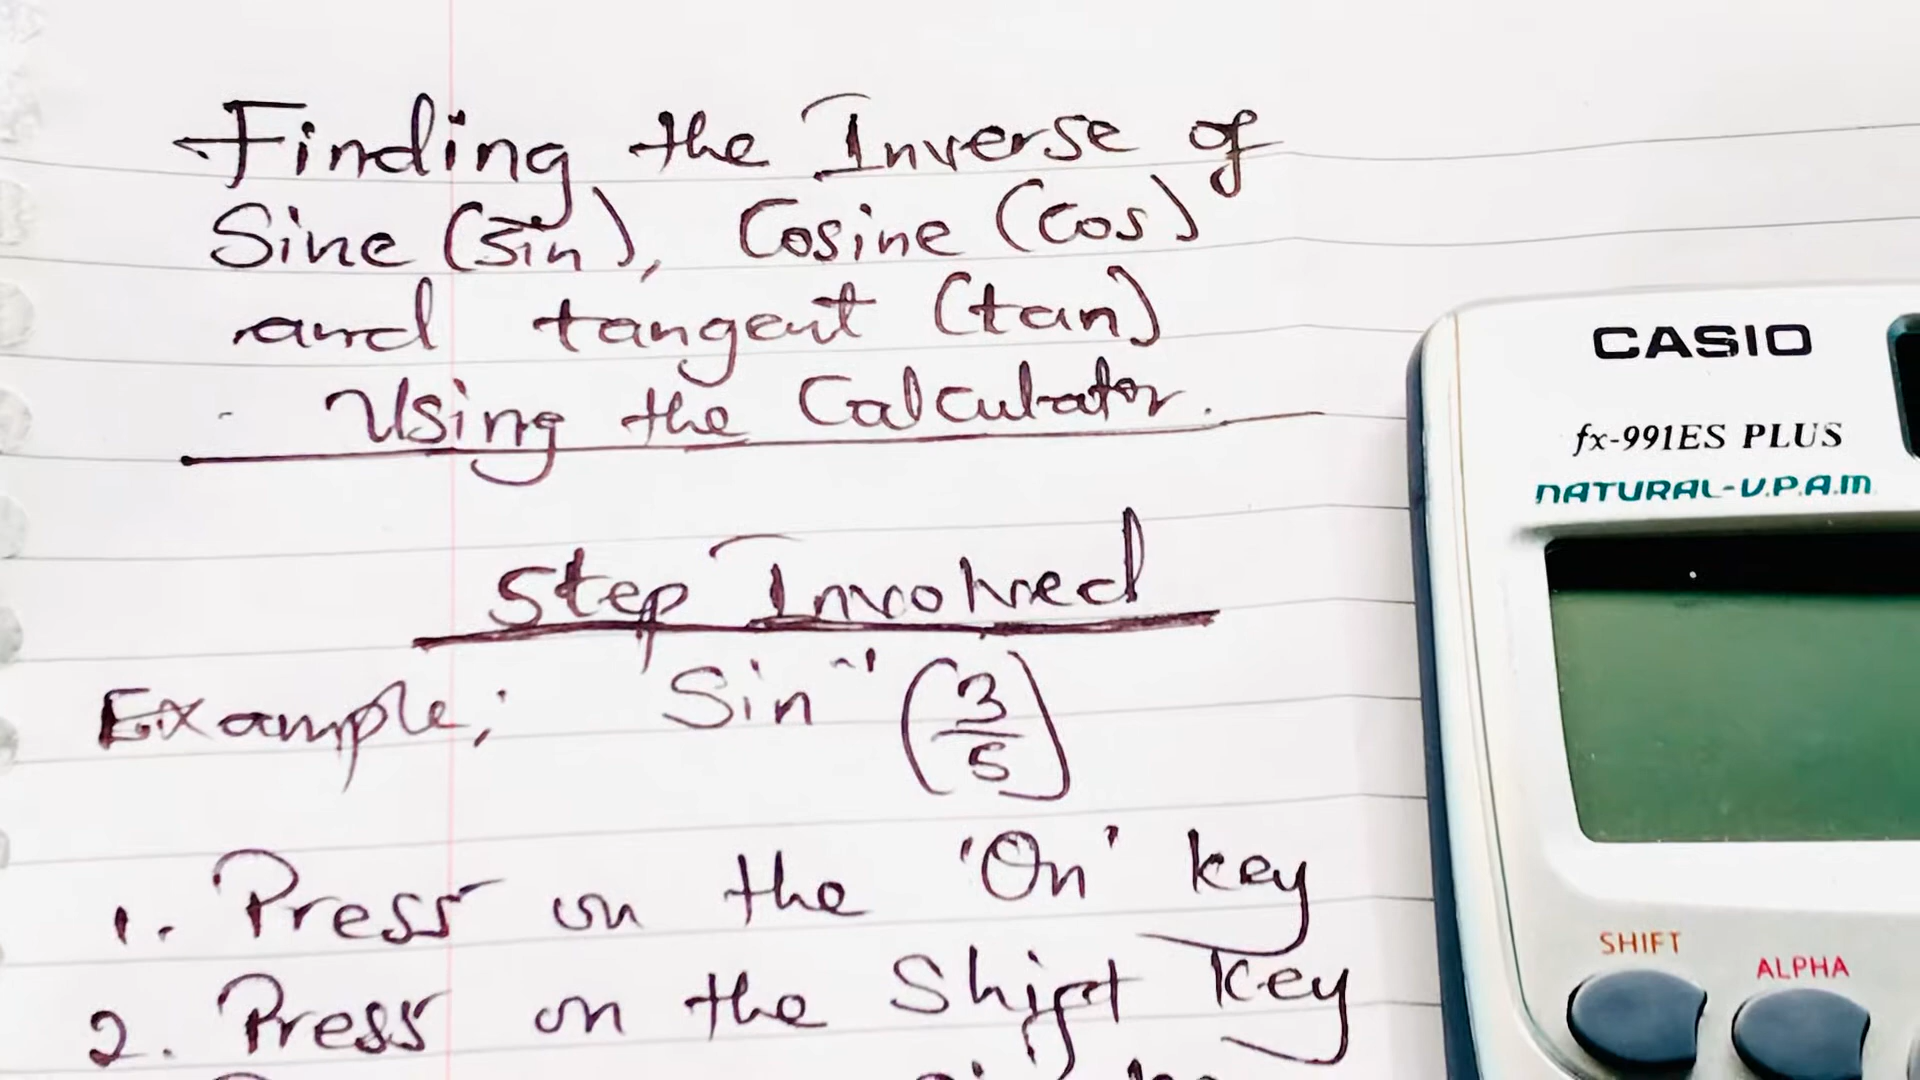 Finding the Inverse of
Sine (sin), Cosine (cos)
and tangent (tan)
Using the Calculator.
Step Involved
Example; Sin⁻¹ (3/5)
1. Press on the 'On' key
2. Press on the Shift key
CASIO
fx-991ES PLUS
NATURAL-V.P.A.M.
SHIFT
ALPHA